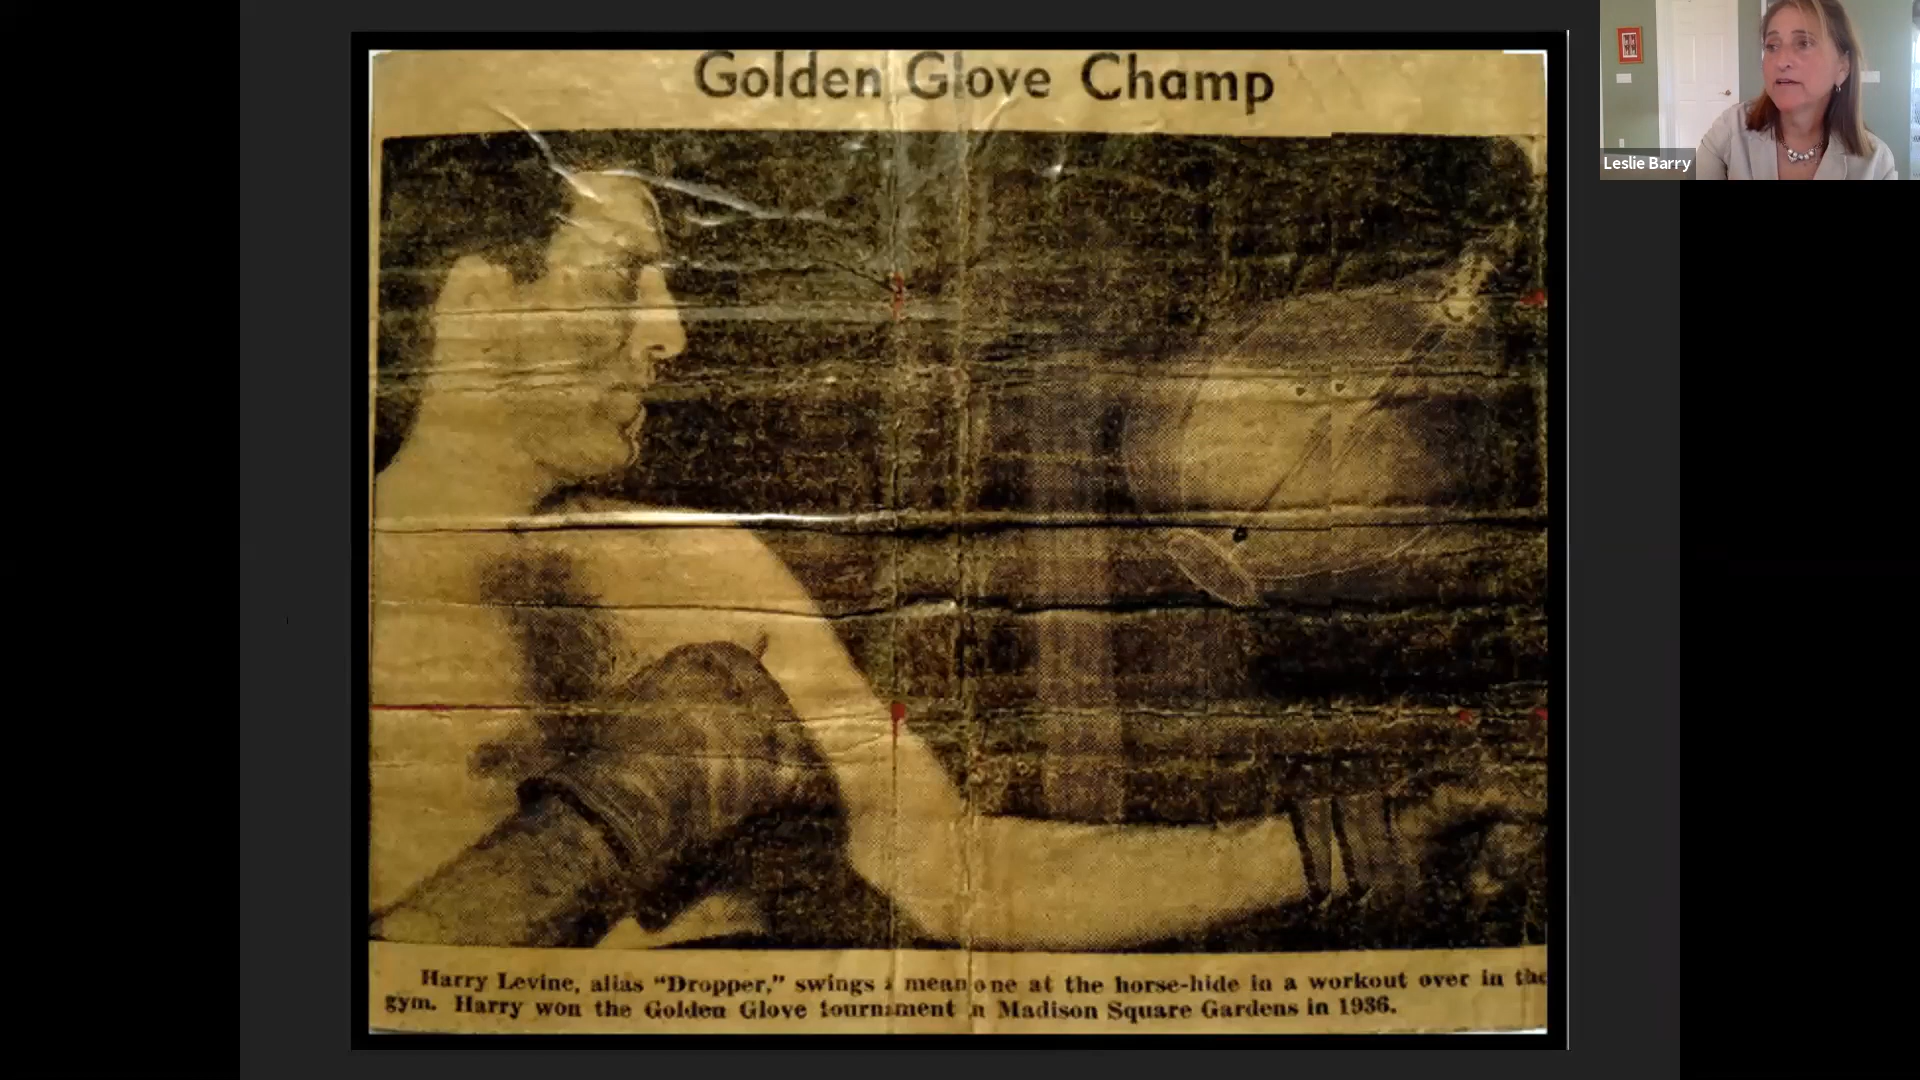 Golden Glove Champ
Leslie Barry
Harry Levine, alias “Dropper,” swings a mean one at the horse-hide in a workout over in the
gym. Harry won the Golden Glove tournament in Madison Square Gardens in 1936.